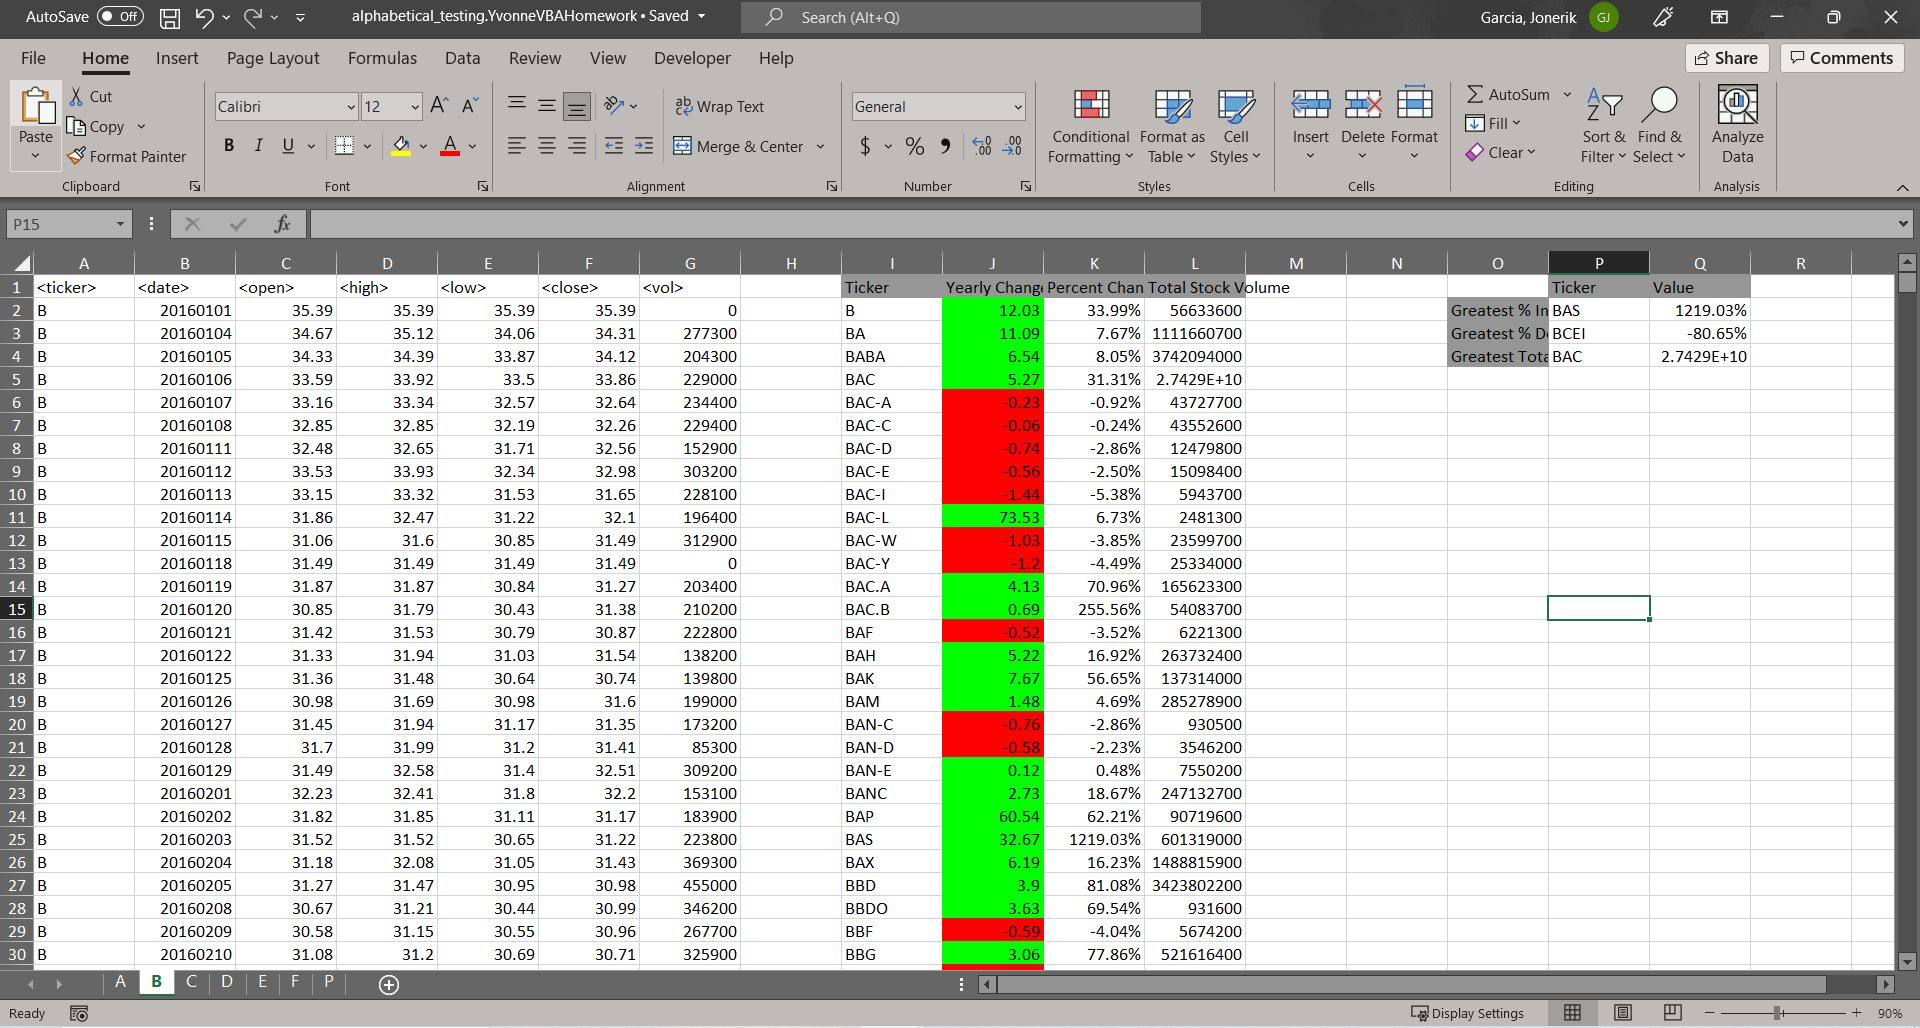 AutoSave Off alphabetical_testing.YvonneVBAHomework • Saved Search (Alt+Q) Garcia, Jonerik GJ
File Home Insert Page Layout Formulas Data Review View Developer Help Share Comments
Paste Cut Copy Format Painter Clipboard
Calibri 12 A A B I U A Font
ab Wrap Text Merge & Center Alignment
General $ % Number
Conditional Formatting Format as Table Cell Styles Styles
Insert Delete Format Cells
AutoSum Fill Clear Sort & Filter Find & Select Editing
Analyze Data Analysis
P15 fx
A B C D E F G H I J K L M N O P Q R
1 <ticker> <date> <open> <high> <low> <close> <vol> Ticker Yearly Change Percent Chan Total Stock Volume Ticker Value
2 B 20160101 35.39 35.39 35.39 35.39 0 B 12.03 33.99% 56633600 Greatest % In BAS 1219.03%
3 B 20160104 34.67 35.12 34.06 34.31 277300 BA 11.09 7.67% 1111660700 Greatest % D BCEI -80.65%
4 B 20160105 34.33 34.39 33.87 34.12 204300 BABA 6.54 8.05% 3742094000 Greatest Tota BAC 2.7429E+10
5 B 20160106 33.59 33.92 33.5 33.86 229000 BAC 5.27 31.31% 2.7429E+10
6 B 20160107 33.16 33.34 32.57 32.64 234400 BAC-A -0.23 -0.92% 43727700
7 B 20160108 32.85 32.85 32.19 32.26 229400 BAC-C -0.06 -0.24% 43552600
8 B 20160111 32.48 32.65 31.71 32.56 152900 BAC-D -0.74 -2.86% 12479800
9 B 20160112 33.53 33.93 32.34 32.98 303200 BAC-E -0.56 -2.50% 15098400
10 B 20160113 33.15 33.32 31.53 31.65 228100 BAC-I -1.44 -5.38% 5943700
11 B 20160114 31.86 32.47 31.22 32.1 196400 BAC-L 73.53 6.73% 2481300
12 B 20160115 31.06 31.6 30.85 31.49 312900 BAC-W -1.03 -3.85% 23599700
13 B 20160118 31.49 31.49 31.49 31.49 0 BAC-Y -1.2 -4.49% 25334000
14 B 20160119 31.87 31.87 30.84 31.27 203400 BAC.A 4.13 70.96% 165623300
15 B 20160120 30.85 31.79 30.43 31.38 210200 BAC.B 0.69 255.56% 54083700
16 B 20160121 31.42 31.53 30.79 30.87 222800 BAF -0.52 -3.52% 6221300
17 B 20160122 31.33 31.94 31.03 31.54 138200 BAH 5.22 16.92% 263732400
18 B 20160125 31.36 31.48 30.64 30.74 139800 BAK 7.67 56.65% 137314000
19 B 20160126 30.98 31.69 30.98 31.6 199000 BAM 1.48 4.69% 285278900
20 B 20160127 31.45 31.94 31.17 31.35 173200 BAN-C -0.76 -2.86% 930500
21 B 20160128 31.7 31.99 31.2 31.41 85300 BAN-D -0.58 -2.23% 3546200
22 B 20160129 31.49 32.58 31.4 32.51 309200 BAN-E 0.12 0.48% 7550200
23 B 20160201 32.23 32.41 31.8 32.2 153100 BANC 2.73 18.67% 247132700
24 B 20160202 31.82 31.85 31.11 31.17 183900 BAP 60.54 62.21% 90719600
25 B 20160203 31.52 31.52 30.65 31.22 223800 BAS 32.67 1219.03% 601319000
26 B 20160204 31.18 32.08 31.05 31.43 369300 BAX 6.19 16.23% 1488815900
27 B 20160205 31.27 31.47 30.95 30.98 455000 BBD 3.9 81.08% 3423802200
28 B 20160208 30.67 31.21 30.44 30.99 346200 BBDO 3.63 69.54% 931600
29 B 20160209 30.58 31.15 30.55 30.96 267700 BBF -0.59 -4.04% 5674200
30 B 20160210 31.08 31.2 30.69 30.71 325900 BBG 3.06 77.86% 521616400
A B C D E F P
Ready Display Settings 90%